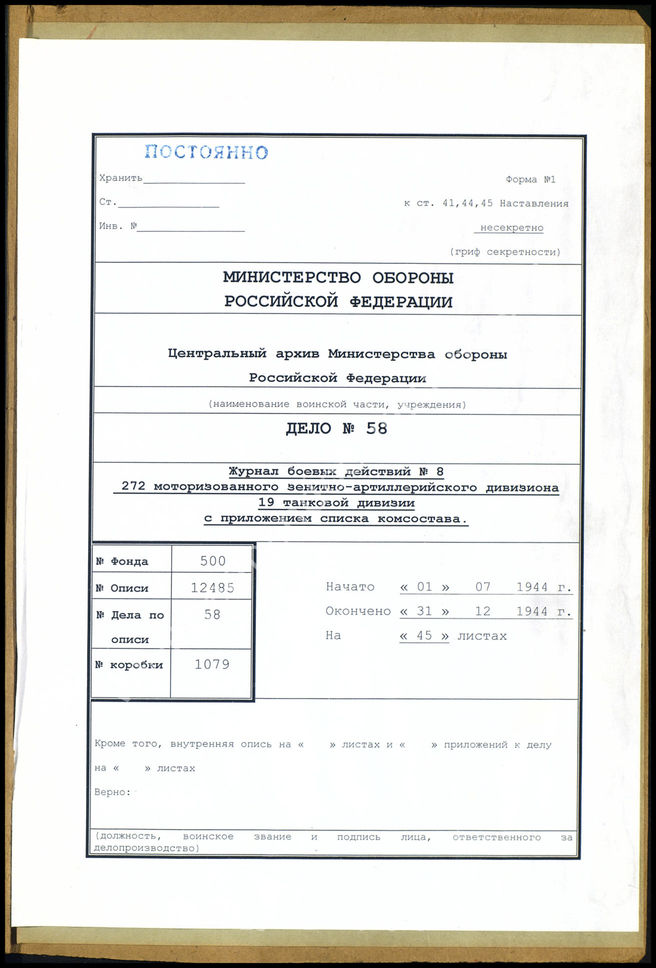 ПОСТОЯННО
Хранить
Форма №1
Ст.
к ст. 41,44,45 Наставления
Инв. №
несекретно
(гриф секретности)
МИНИСТЕРСТВО ОБОРОНЫ
РОССИЙСКОЙ ФЕДЕРАЦИИ
Центральный архив Министерства обороны
Российской Федерации
(наименование воинской части, учреждения)
ДЕЛО № 58
Журнал боевых действий № 8
272 моторизованного зенитно-артиллерийского дивизиона
19 танковой дивизии
с приложением списка комсостава.
№ Фонда 500
№ Описи 12485
№ Дела по 58
описи
№ коробки 1079
Начато « 01 » 07 1944 г.
Окончено « 31 » 12 1944 г.
На « 45 » листах
Кроме того, внутренняя опись на « » листах и « » приложений к делу
на « » листах
Верно:
(должность, воинское звание и подпись лица, ответственного за
делопроизводство)